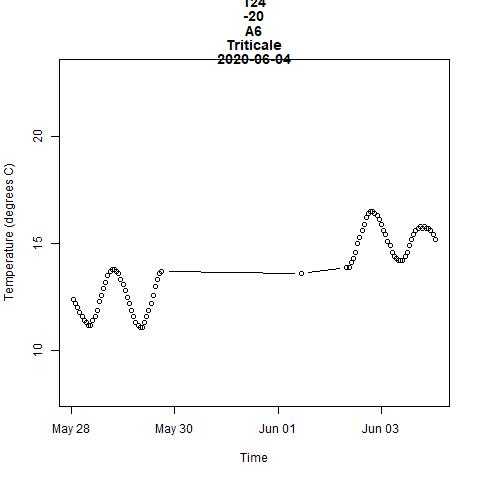 124
-20
A6
Triticale
2020-06-04
Temperature (degrees C)
20
15
10
May 28 May 30 Jun 01 Jun 03
Time